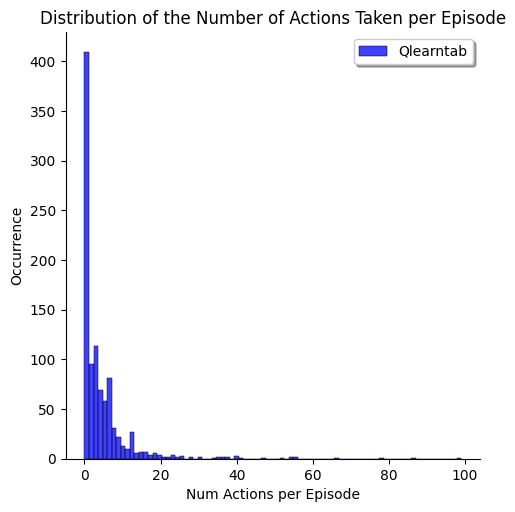 Distribution of the Number of Actions Taken per Episode
Qlearntab
400
350
300
250
200
150
100
50
0
Occurrence
0 20 40 60 80 100
Num Actions per Episode